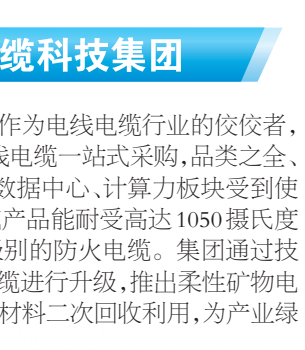 缆科技集团
作为电线电缆行业的佼佼者，
线电缆一站式采购，品类之全、
数据中心、计算力板块受到使
产品能耐受高达1050摄氏度
级别的防火电缆。集团通过技
缆进行升级，推出柔性矿物电
材料二次回收利用，为产业绿